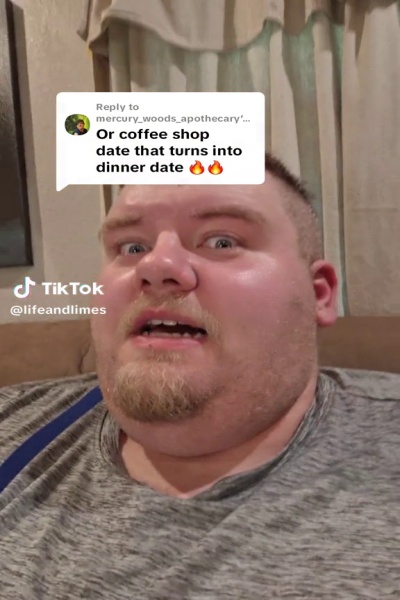 Reply to
mercury_woods_apothecary'...
Or coffee shop
date that turns into
dinner date 🔥🔥
TikTok
@lifeandlimes